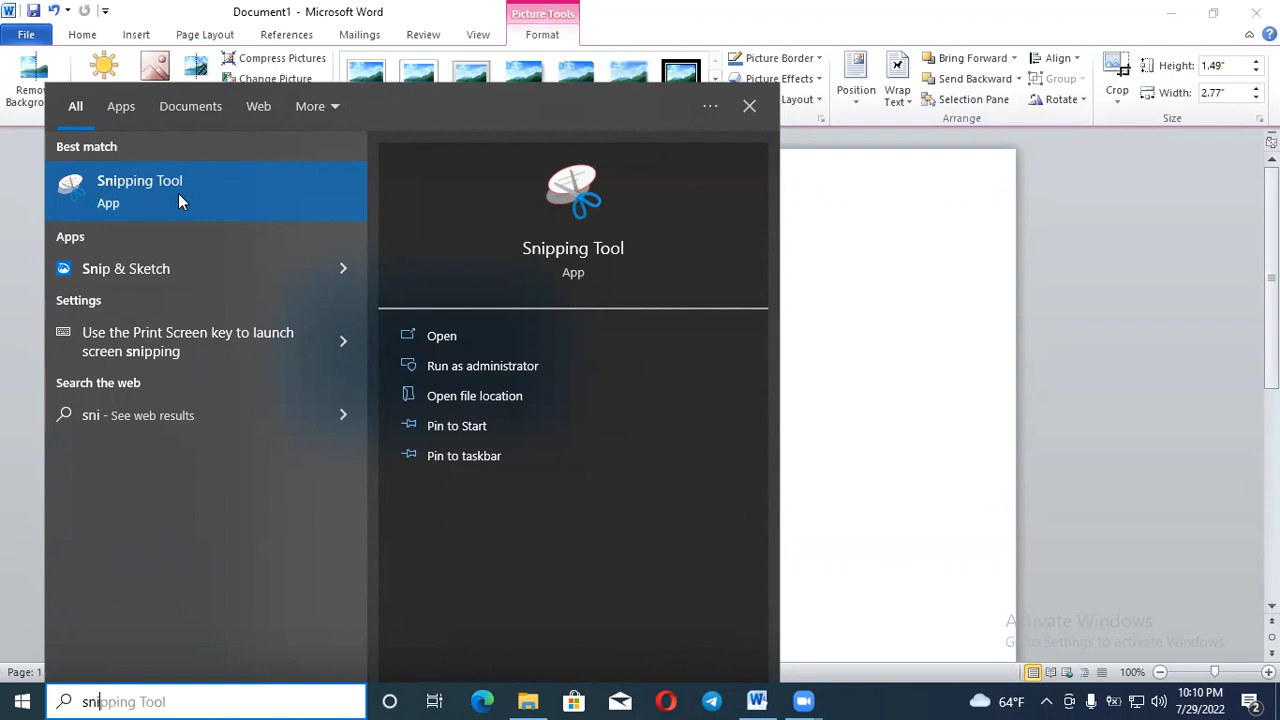 Document1 - Microsoft Word
Picture Tools
File Home Insert Page Layout References Mailings Review View Format
Remove
Compress Pictures
Change Picture
Picture Border
Picture Effects
Layout
Position
Wrap
Text
Bring Forward
Send Backward
Selection Pane
Align
Group
Rotate
Arrange
Crop
Height: 1.49"
Width: 2.77"
Size
All Apps Documents Web More
Best match
Snipping Tool
App
Apps
Snip & Sketch
Settings
Use the Print Screen key to launch
screen snipping
Search the web
sni - See web results
Snipping Tool
App
Open
Run as administrator
Open file location
Pin to Start
Pin to taskbar
Activate Windows
Go to Settings to activate Windows.
Page: 1
100%
snipping Tool
64°F
10:10 PM
7/29/2022
2